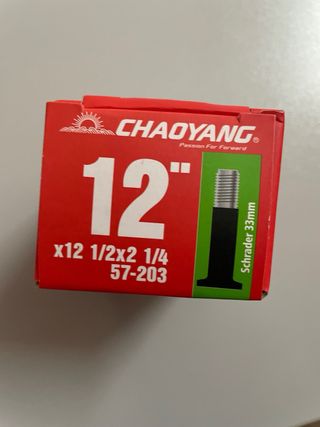 CHAOYANG®
Passion For Forward
12"
x12 1/2x2 1/4
57-203
Schrader 33mm